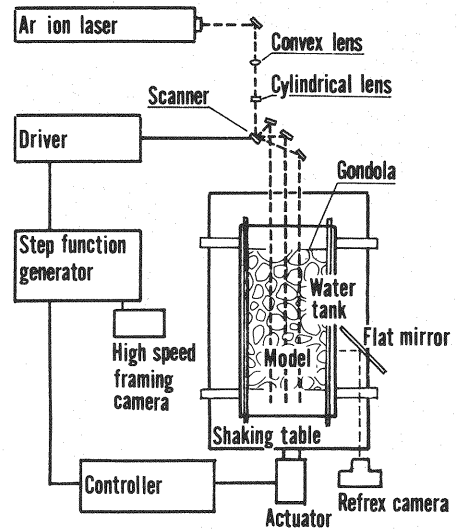 Ar ion laser
Convex lens
Cylindrical lens
Scanner
Driver
Gondola
Step function
generator
Water
tank
Flat mirror
High speed
framing
camera
Model
Shaking table
Controller
Actuator
Refrex camera